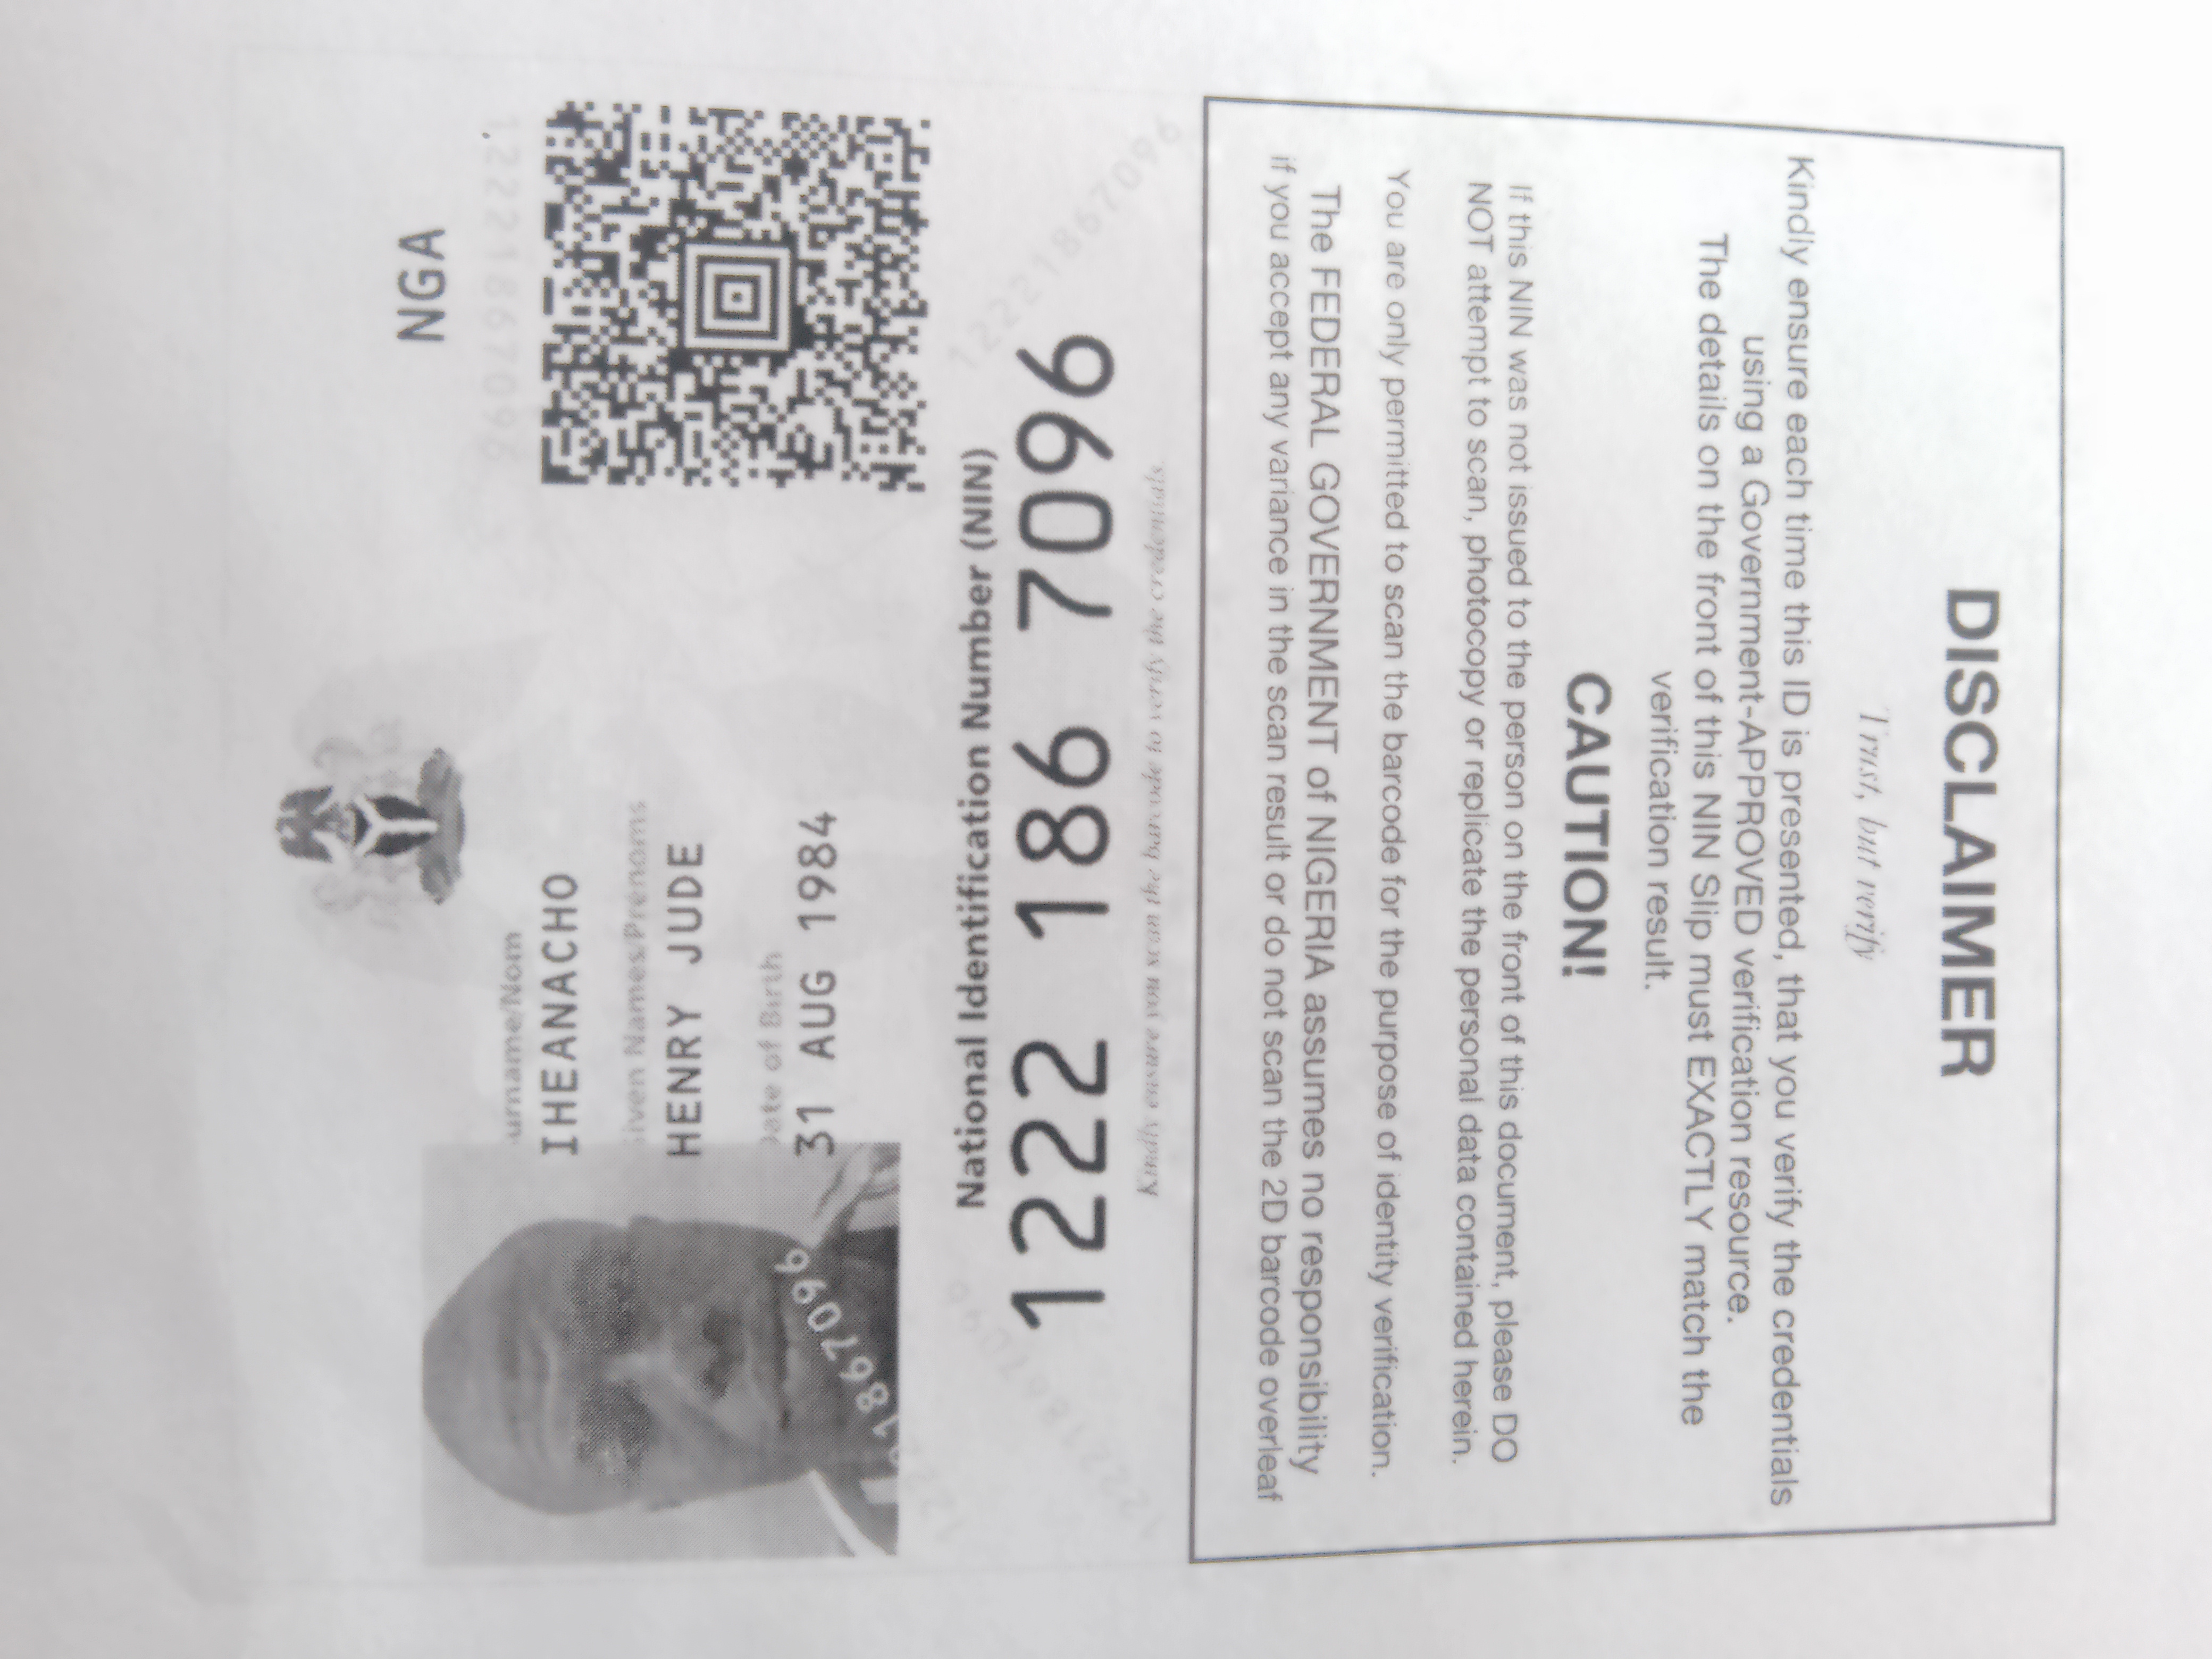 NGA
12221867096
urname/Nom
IHEANACHO
iven Names/Prénoms
HENRY JUDE
Date of Birth
31 AUG 1984
1867096
12221867096
12221867096
National Identification Number (NIN)
1222 186 7096
Kindly ensure you scan the barcode to verify the credentials.
DISCLAIMER
Trust, but verify
Kindly ensure each time this ID is presented, that you verify the credentials
using a Government-APPROVED verification resource.
The details on the front of this NIN Slip must EXACTLY match the
verification result.
CAUTION!
If this NIN was not issued to the person on the front of this document, please DO
NOT attempt to scan, photocopy or replicate the personal data contained herein.
You are only permitted to scan the barcode for the purpose of identity verification.
The FEDERAL GOVERNMENT of NIGERIA assumes no responsibility
if you accept any variance in the scan result or do not scan the 2D barcode overleaf